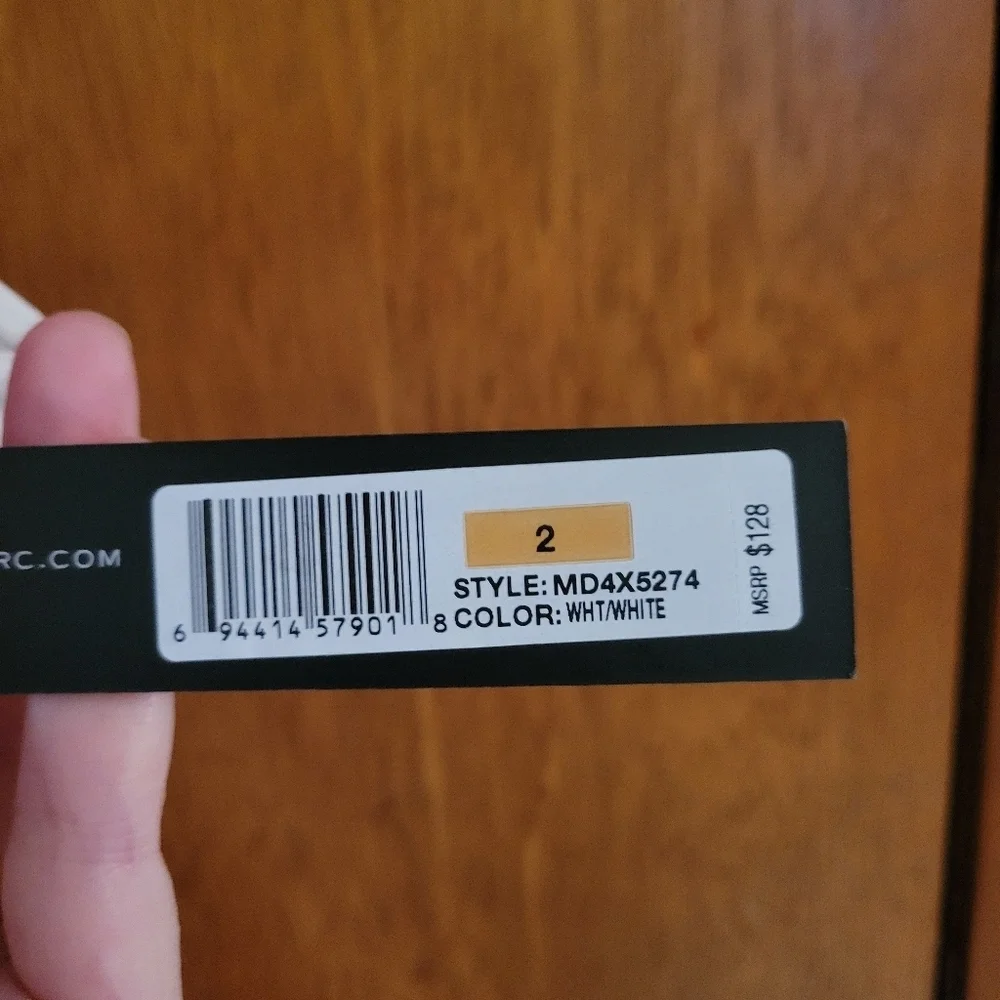 RC.COM
6 94414 57901 8
2
STYLE: MD4X5274
COLOR: WHT/WHITE
MSRP $128